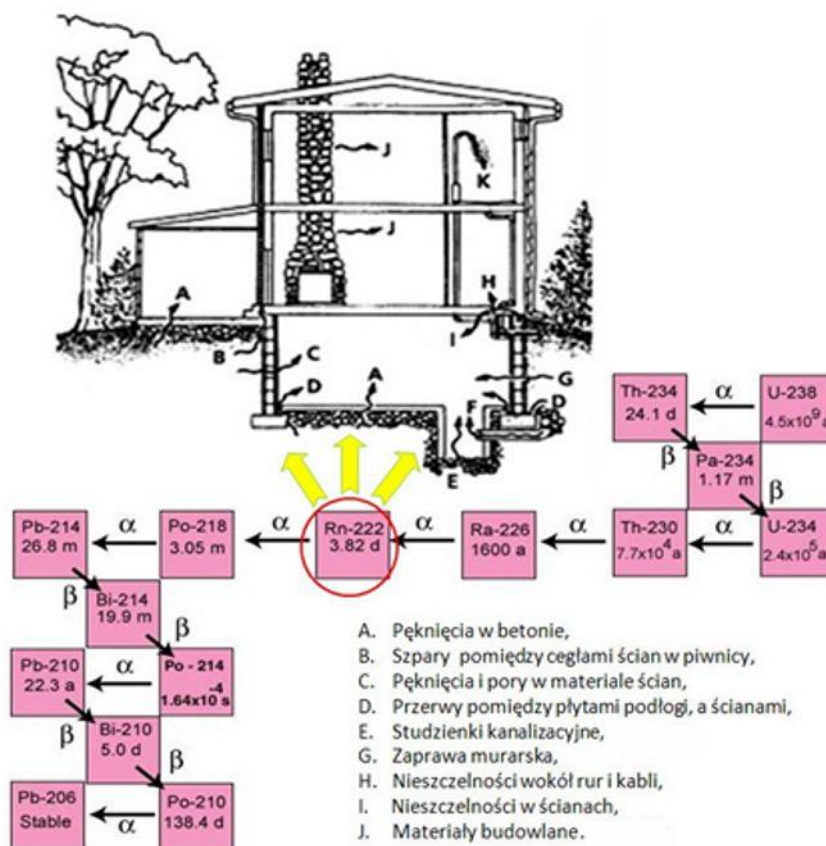 J
K
J
A
H
B
I
C
A
G
D
F
D
E
Th-234
24.1 d
α
U-238
4.5x10⁹a
β
Pa-234
1.17 m
β
Pb-214
26.8 m
α
Po-218
3.05 m
α
Rn-222
3.82 d
α
Ra-226
1600 a
α
Th-230
7.7x10⁴a
α
U-234
2.4x10⁵a
β
Bi-214
19.9 m
β
Pb-210
22.3 a
α
Po - 214
1.64x10⁻⁴ s
β
Bi-210
5.0 d
β
Pb-206
Stable
α
Po-210
138.4 d
A. Pęknięcia w betonie,
B. Szpary pomiędzy cegłami ścian w piwnicy,
C. Pęknięcia i pory w materiale ścian,
D. Przerwy pomiędzy płytami podłogi, a ścianami,
E. Studzienki kanalizacyjne,
G. Zaprawa murarska,
H. Nieszczelności wokół rur i kabli,
I. Nieszczelności w ścianach,
J. Materiały budowlane.